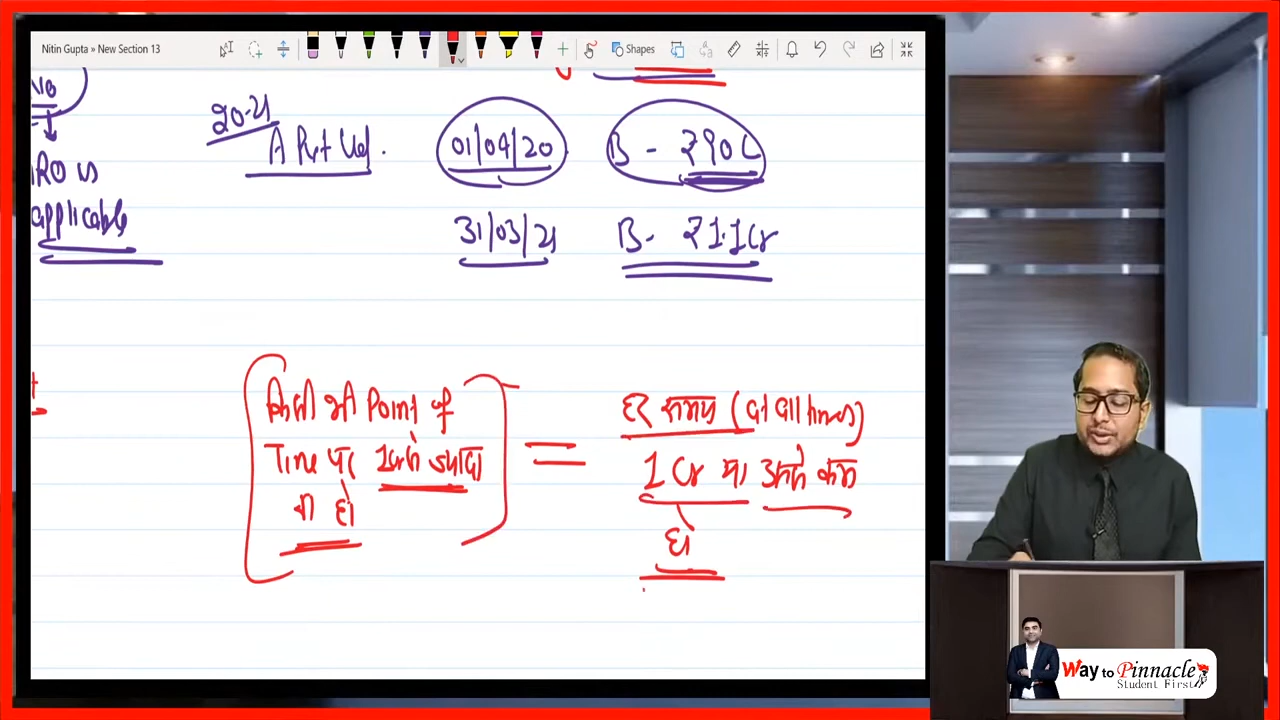 Nitin Gupta » New Section 13
Shapes
20-21
A Pvt Ltd.
01/04/20
B - ₹90L
ARO is
applicable
31/03/21
B- ₹1.1Cr
किसी भी Point of
Time पर 1Cr से ज्यादा
ना हो
=
हर समय (at all times)
1 Cr या उससे कम
हो
Way to Pinnacle
Student First